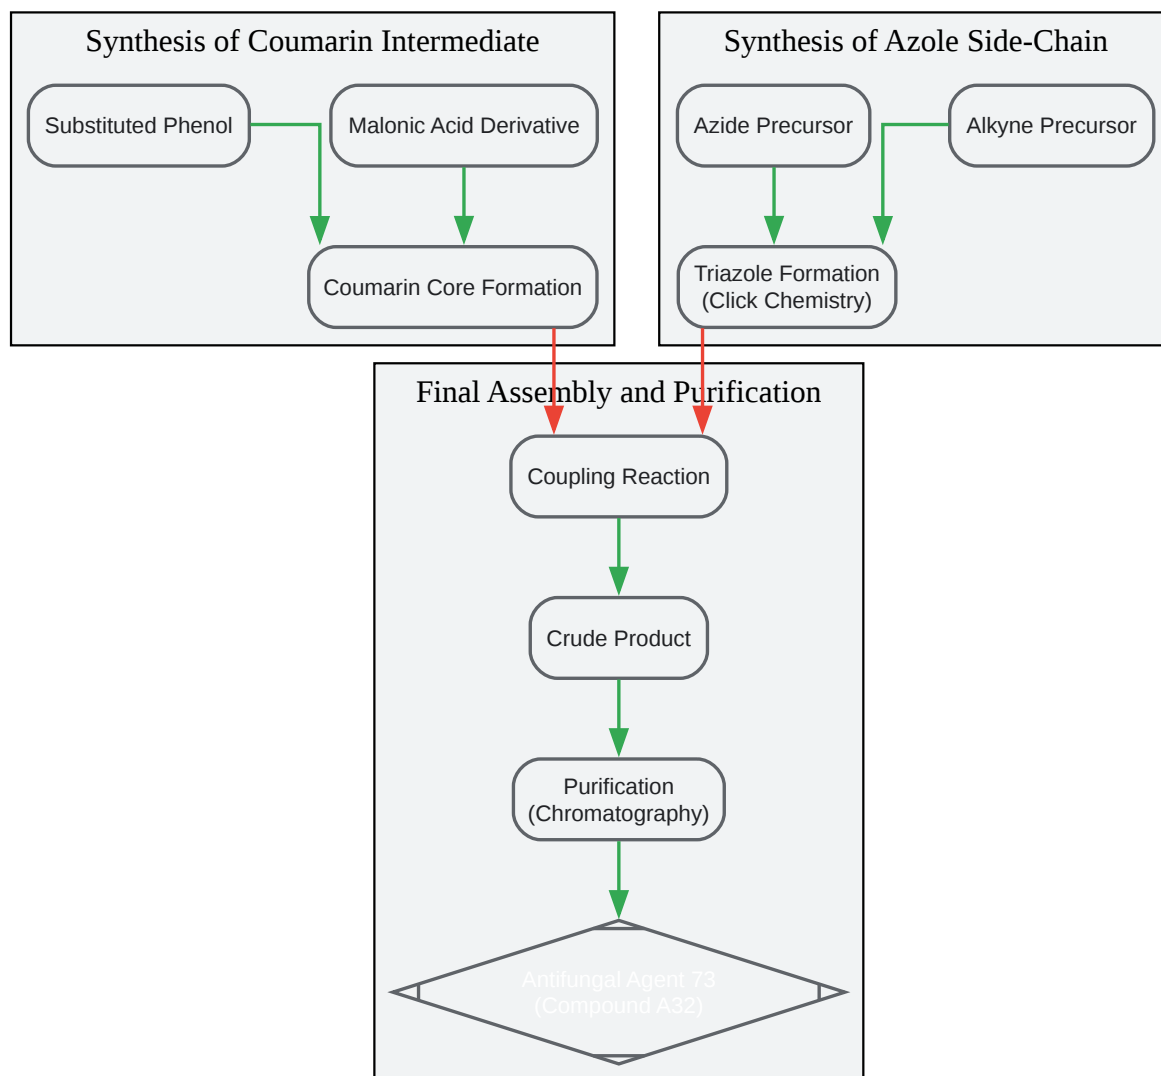 Synthesis of Coumarin Intermediate
Substituted Phenol
Malonic Acid Derivative
Coumarin Core Formation
Synthesis of Azole Side-Chain
Azide Precursor
Alkyne Precursor
Triazole Formation
(Click Chemistry)
Final Assembly and Purification
Coupling Reaction
Crude Product
Purification
(Chromatography)
Antifungal Agent 73
(Compound A32)